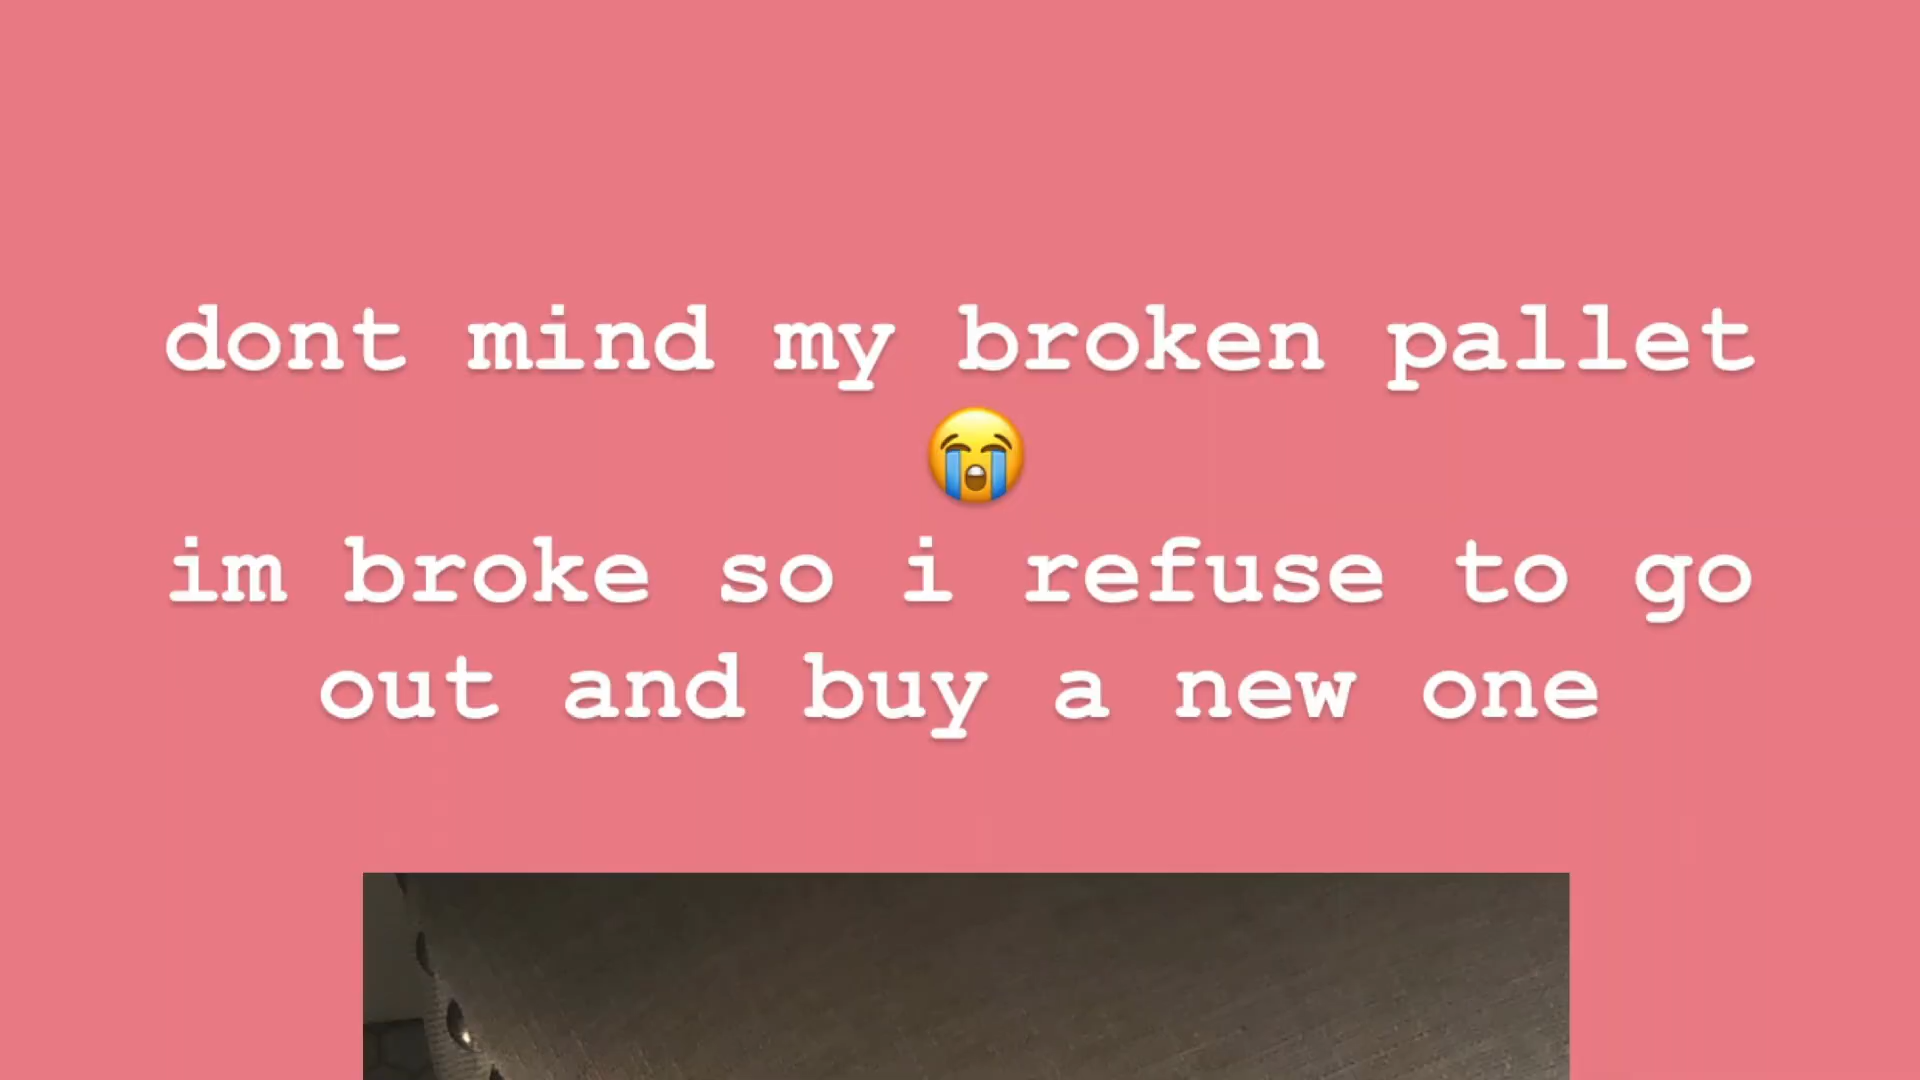 dont mind my broken pallet
😭
im broke so i refuse to go
out and buy a new one